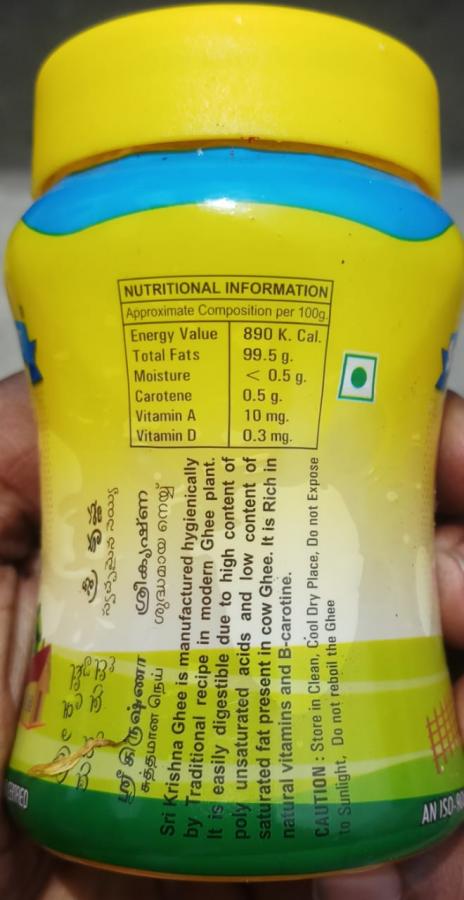 NUTRITIONAL INFORMATION
Approximate Composition per 100g.
Energy Value 890 K. Cal.
Total Fats 99.5 g.
Moisture < 0.5 g.
Carotene 0.5 g.
Vitamin A 10 mg.
Vitamin D 0.3 mg.
ஸ்ரீ கிருஷ்ணா
சுத்தமான நெய்
ശ്രീകൃഷ്ണ
ശുദ്ധമായ നെയ്യ്
Sri Krishna Ghee is manufactured hygienically
by Traditional recipe in modern Ghee plant.
It is easily digestible due to high content of
poly unsaturated acids and low content of
saturated fat present in cow Ghee. It is Rich in
natural vitamins and B-carotine.
CAUTION : Store in Clean, Cool Dry Place, Do not Expose
to Sunlight, Do not reboil the Ghee
AN ISO